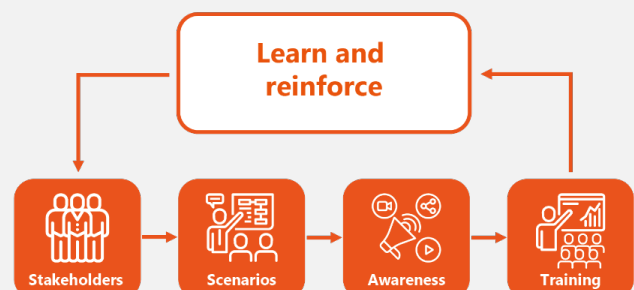 Learn and
reinforce
Stakeholders
Scenarios
Awareness
Training